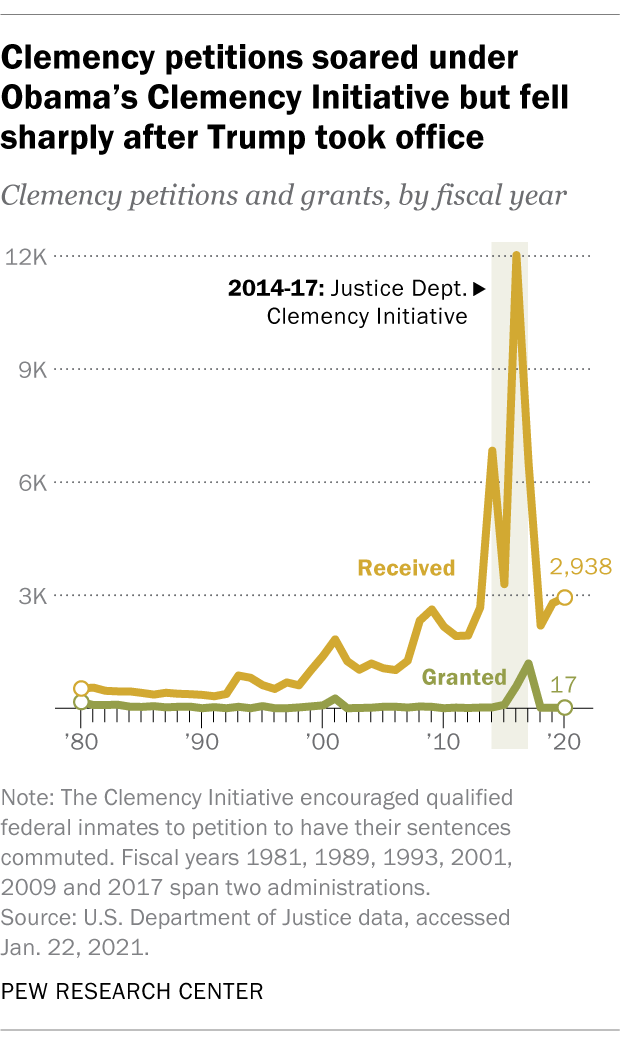 Clemency petitions soared under
Obama’s Clemency Initiative but fell
sharply after Trump took office
Clemency petitions and grants, by fiscal year
12K
2014-17: Justice Dept. ▶
Clemency Initiative
9K
6K
Received
2,938
3K
Granted
17
’80
’90
’00
’10
’20
Note: The Clemency Initiative encouraged qualified
federal inmates to petition to have their sentences
commuted. Fiscal years 1981, 1989, 1993, 2001,
2009 and 2017 span two administrations.
Source: U.S. Department of Justice data, accessed
Jan. 22, 2021.
PEW RESEARCH CENTER